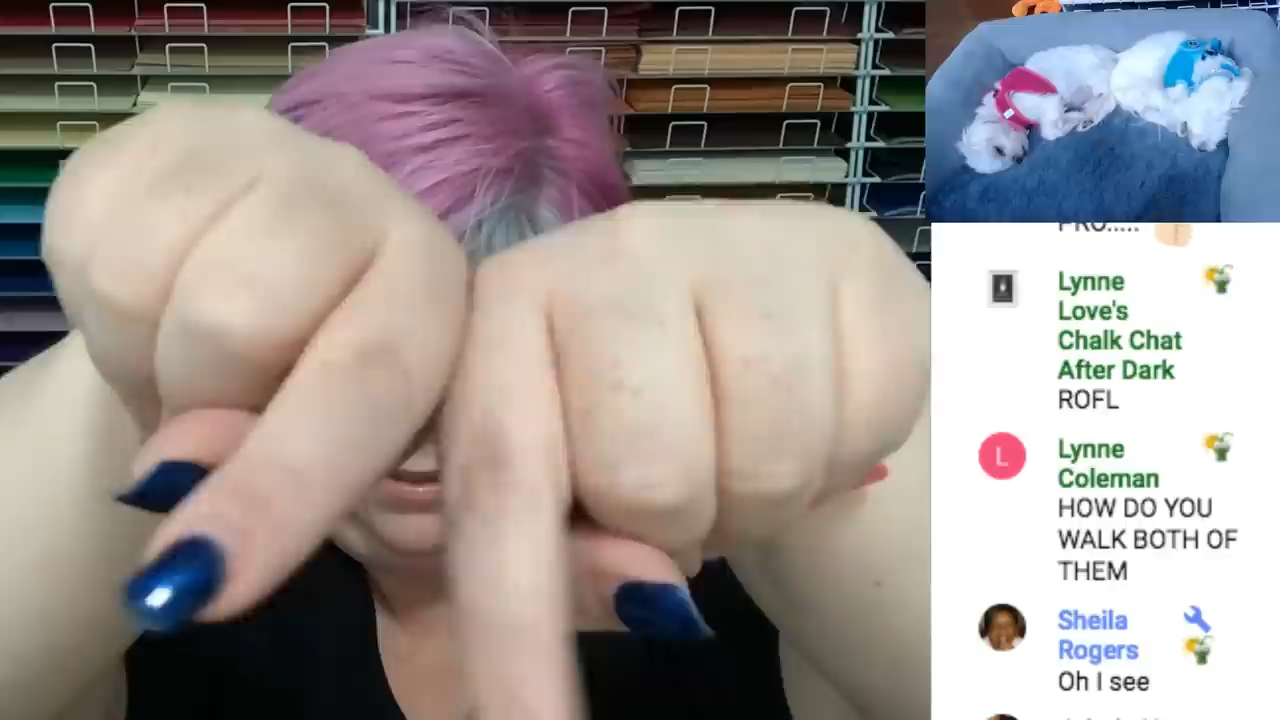 PRO.....
Lynne
Love's
Chalk Chat
After Dark
ROFL
L
Lynne
Coleman
HOW DO YOU
WALK BOTH OF
THEM
Sheila
Rogers
Oh I see